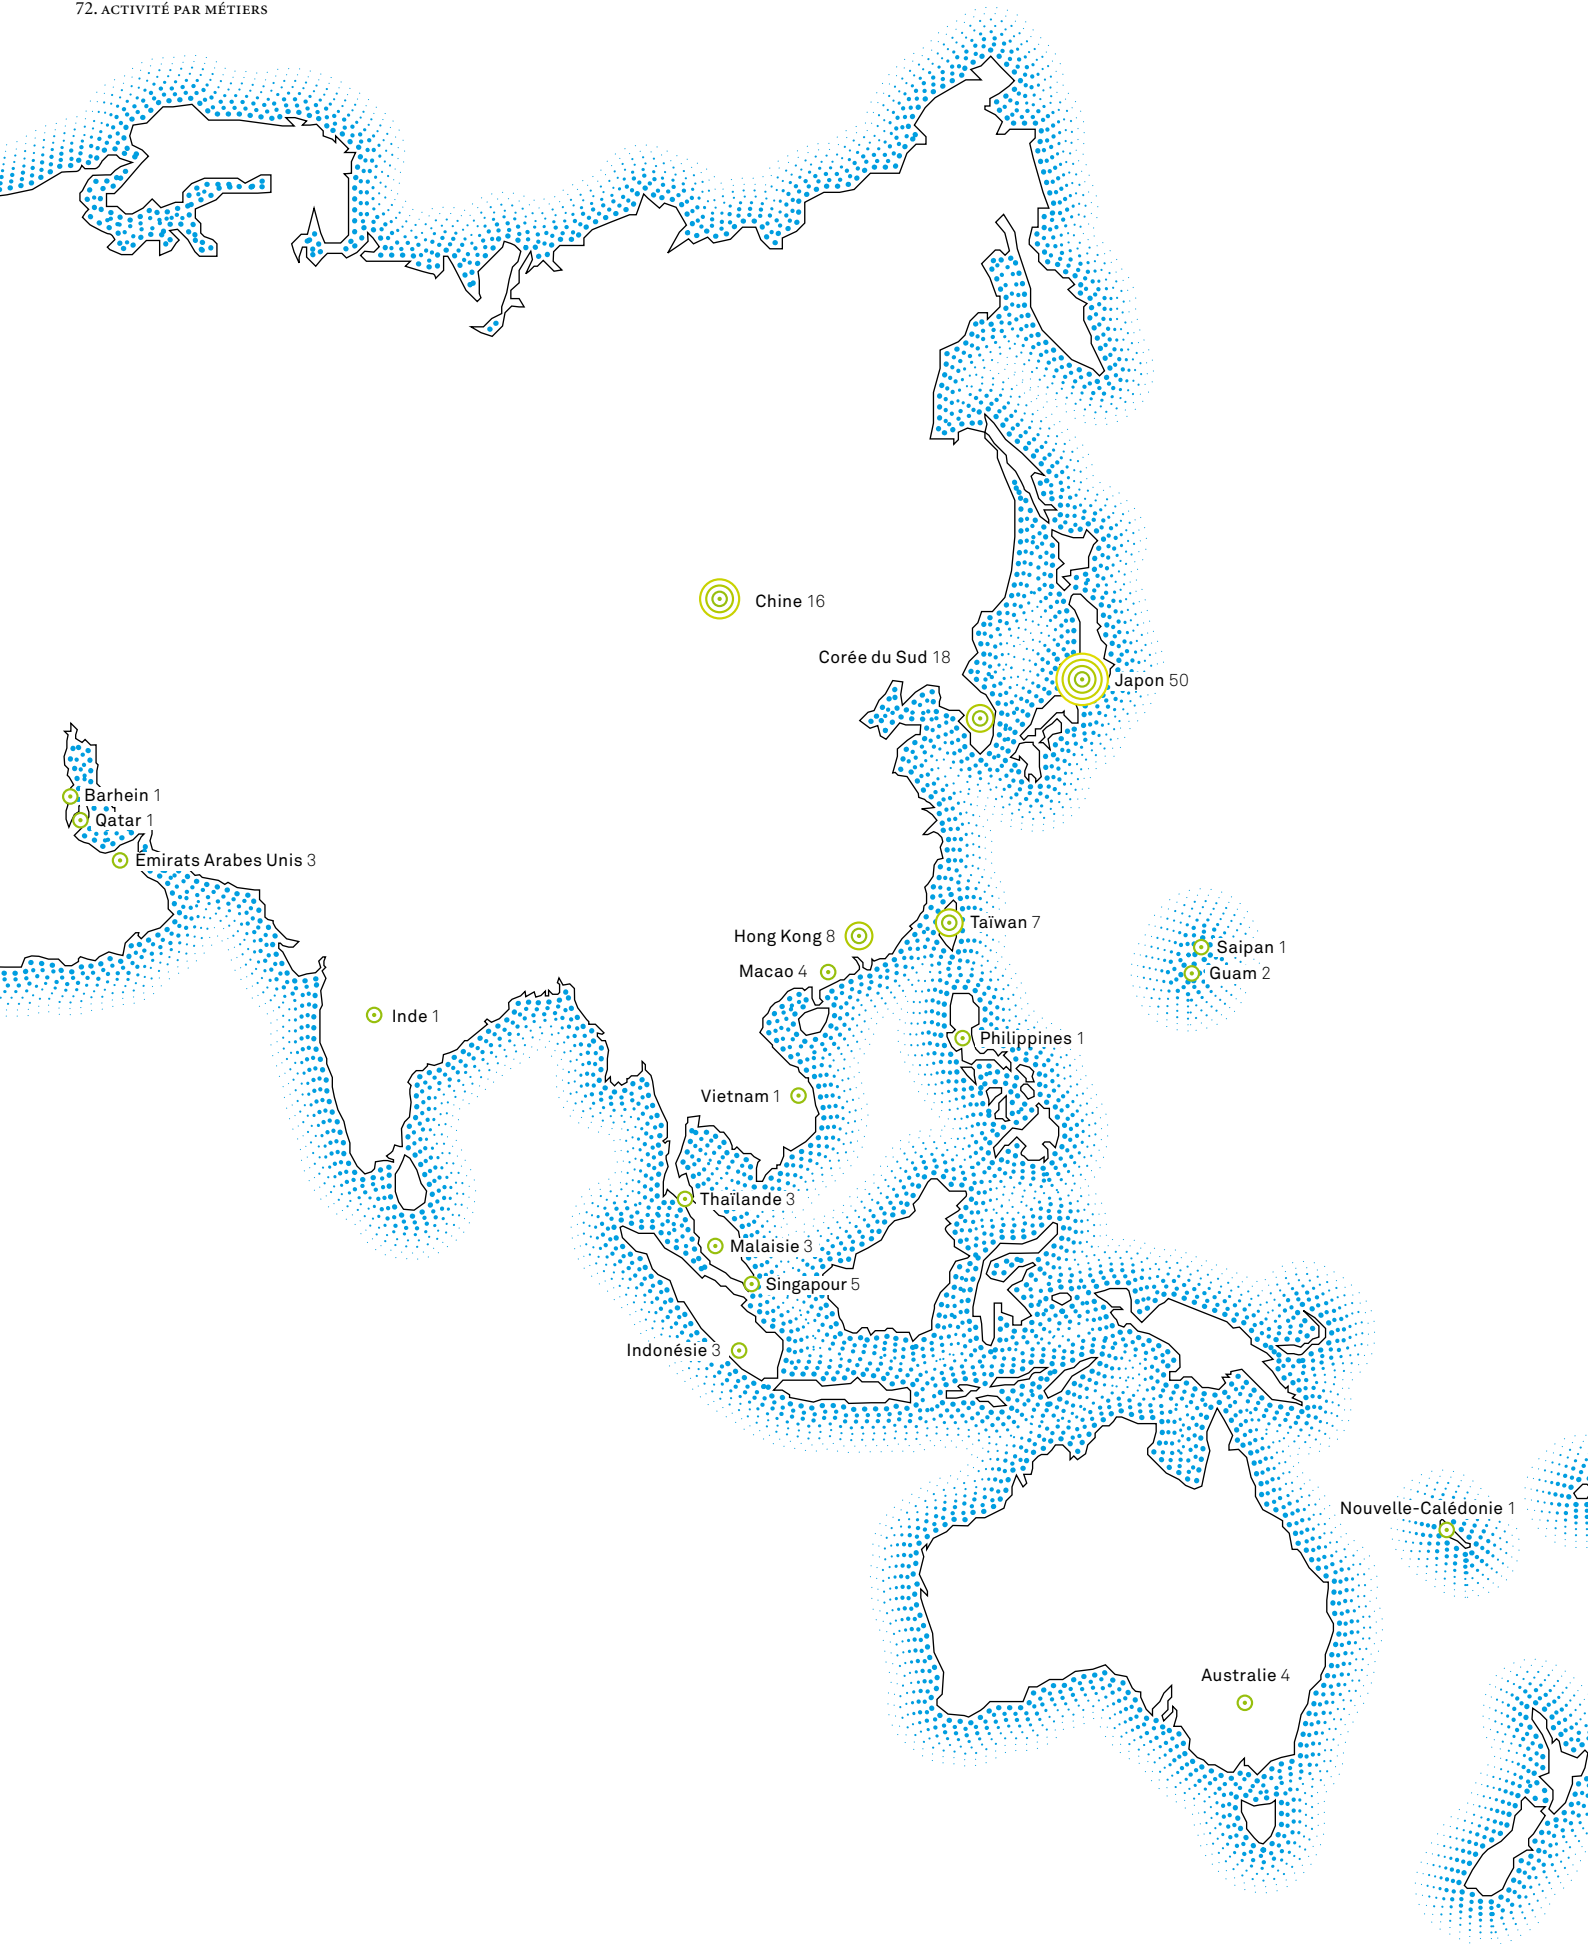 72. ACTIVITÉ PAR MÉTIERS
Chine 16
Corée du Sud 18
Japon 50
Barhein 1
Qatar 1
Émirats Arabes Unis 3
Taïwan 7
Hong Kong 8
Saipan 1
Macao 4
Guam 2
Inde 1
Philippines 1
Vietnam 1
Thaïlande 3
Malaisie 3
Singapour 5
Indonésie 3
Nouvelle-Calédonie 1
Australie 4